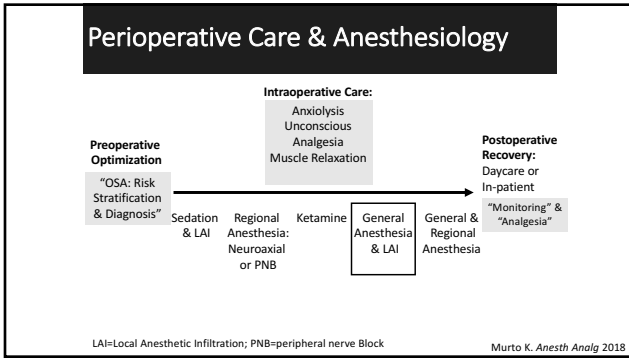 Perioperative Care & Anesthesiology
Intraoperative Care:
Anxiolysis
Unconscious
Analgesia
Muscle Relaxation
Preoperative
Optimization
“OSA: Risk
Stratification
& Diagnosis”
Postoperative
Recovery:
Daycare or
In-patient
“Monitoring” &
“Analgesia”
Sedation
& LAI
Regional
Anesthesia:
Neuroaxial
or PNB
Ketamine
General
Anesthesia
& LAI
General &
Regional
Anesthesia
LAI=Local Anesthetic Infiltration; PNB=peripheral nerve Block
Murto K. Anesth Analg 2018